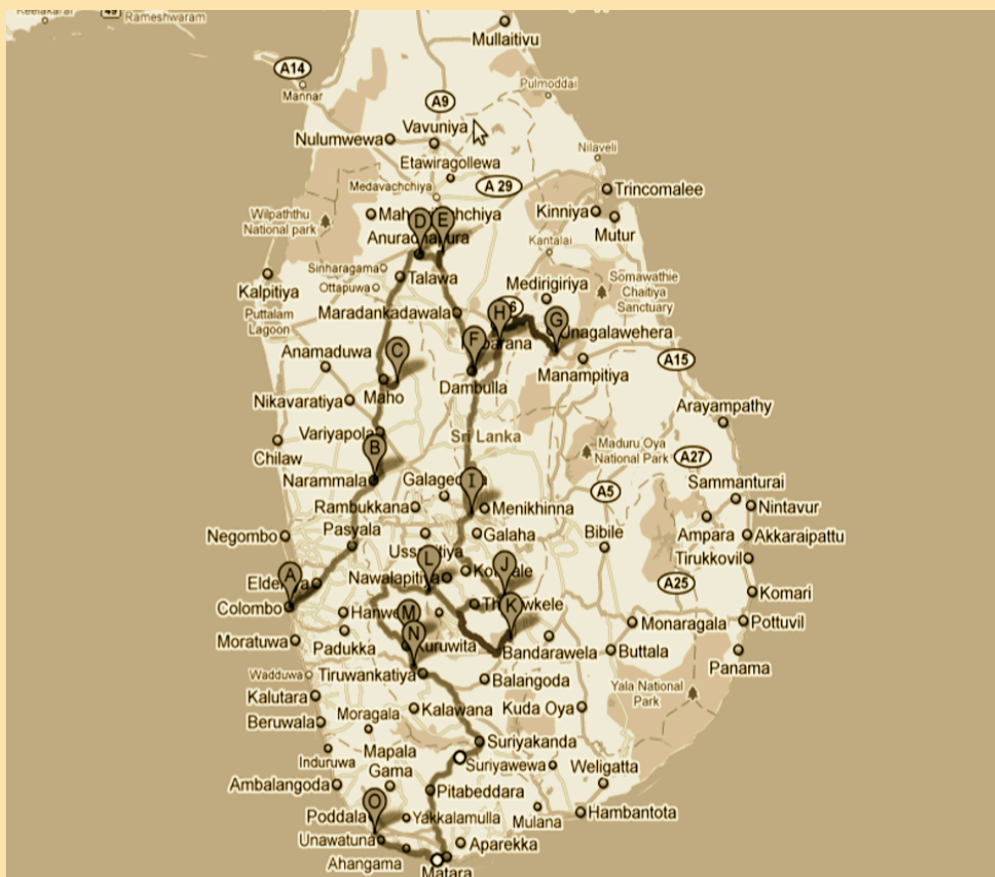 Rameshwaram
Mullaitivu
A14
Mannar
A9
Pulmoddai
Nulumwewa
Vavuniya
Etawiragollewa
Nilaveli
Medavachchiya
A 29
Trincomalee
Wilpaththu
National park
D
E
Kinniya
Mutur
Kantalai
Sinharagama
Talawa
Ottapuwa
Kalpitiya
Medirigiriya
Somawathie
Chaitiya
Sanctuary
Puttalam
Lagoon
Maradankadawala
H
G
Anamaduwa
C
F
A15
Dambulla
Manampitiya
Maho
Nikavaratiya
Arayampathy
Variyapola
Sri Lanka
Chilaw
B
Maduru Oya
National Park
A27
Narammala
I
A5
Sammanturai
Rambukkana
Menikhinna
Nintavur
Negombo
Pasyala
Galaha
Bibile
Ampara
Akkaraipattu
Tirukkovil
A
L
J
Nawalapitiya
A25
Komari
Colombo
M
K
Moratuwa
N
Monaragala
Pottuvil
Padukka
Kuruwita
Bandarawela
Buttala
Panama
Wadduwa
Tiruwankatiya
Balangoda
Yala National
Park
Kalutara
Kalawana
Kuda Oya
Beruwala
Moragala
Induruwa
Mapala
Suriyakanda
Gama
Suriyawewa
Weligatta
Ambalangoda
Pitabeddara
O
Poddala
Yakkalamulla
Mulana
Hambantota
Unawatuna
Aparekka
Ahangama
Matara